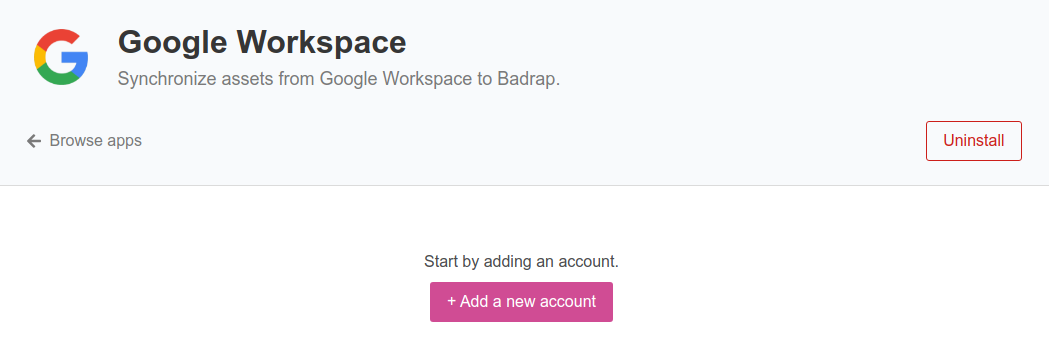 Google Workspace
Synchronize assets from Google Workspace to Badrap.
Browse apps
Uninstall
Start by adding an account.
+ Add a new account